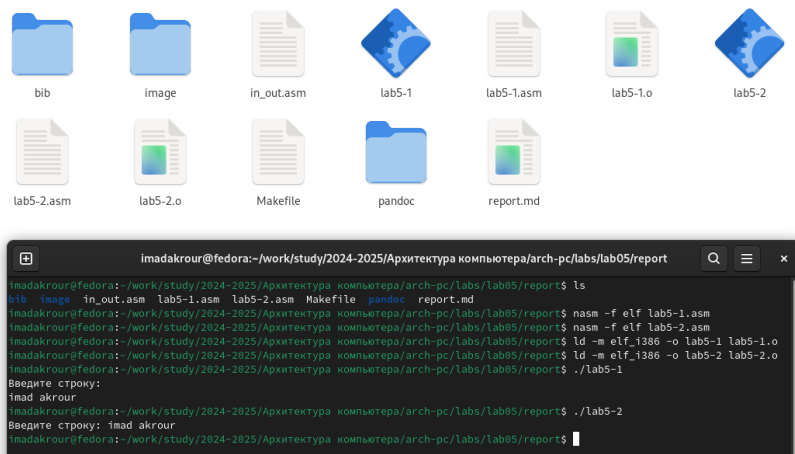 bib image in_out.asm lab5-1 lab5-1.asm lab5-1.o lab5-2
lab5-2.asm lab5-2.o Makefile pandoc report.md
imadakrour@fedora:~/work/study/2024-2025/Архитектура компьютера/arch-pc/labs/lab05/report
imadakrour@fedora:~/work/study/2024-2025/Архитектура компьютера/arch-pc/labs/lab05/report$ ls
bib image in_out.asm lab5-1.asm lab5-2.asm Makefile pandoc report.md
imadakrour@fedora:~/work/study/2024-2025/Архитектура компьютера/arch-pc/labs/lab05/report$ nasm -f elf lab5-1.asm
imadakrour@fedora:~/work/study/2024-2025/Архитектура компьютера/arch-pc/labs/lab05/report$ nasm -f elf lab5-2.asm
imadakrour@fedora:~/work/study/2024-2025/Архитектура компьютера/arch-pc/labs/lab05/report$ ld -m elf_i386 -o lab5-1 lab5-1.o
imadakrour@fedora:~/work/study/2024-2025/Архитектура компьютера/arch-pc/labs/lab05/report$ ld -m elf_i386 -o lab5-2 lab5-2.o
imadakrour@fedora:~/work/study/2024-2025/Архитектура компьютера/arch-pc/labs/lab05/report$ ./lab5-1
Введите строку:
imad akrour
imadakrour@fedora:~/work/study/2024-2025/Архитектура компьютера/arch-pc/labs/lab05/report$ ./lab5-2
Введите строку: imad akrour
imadakrour@fedora:~/work/study/2024-2025/Архитектура компьютера/arch-pc/labs/lab05/report$